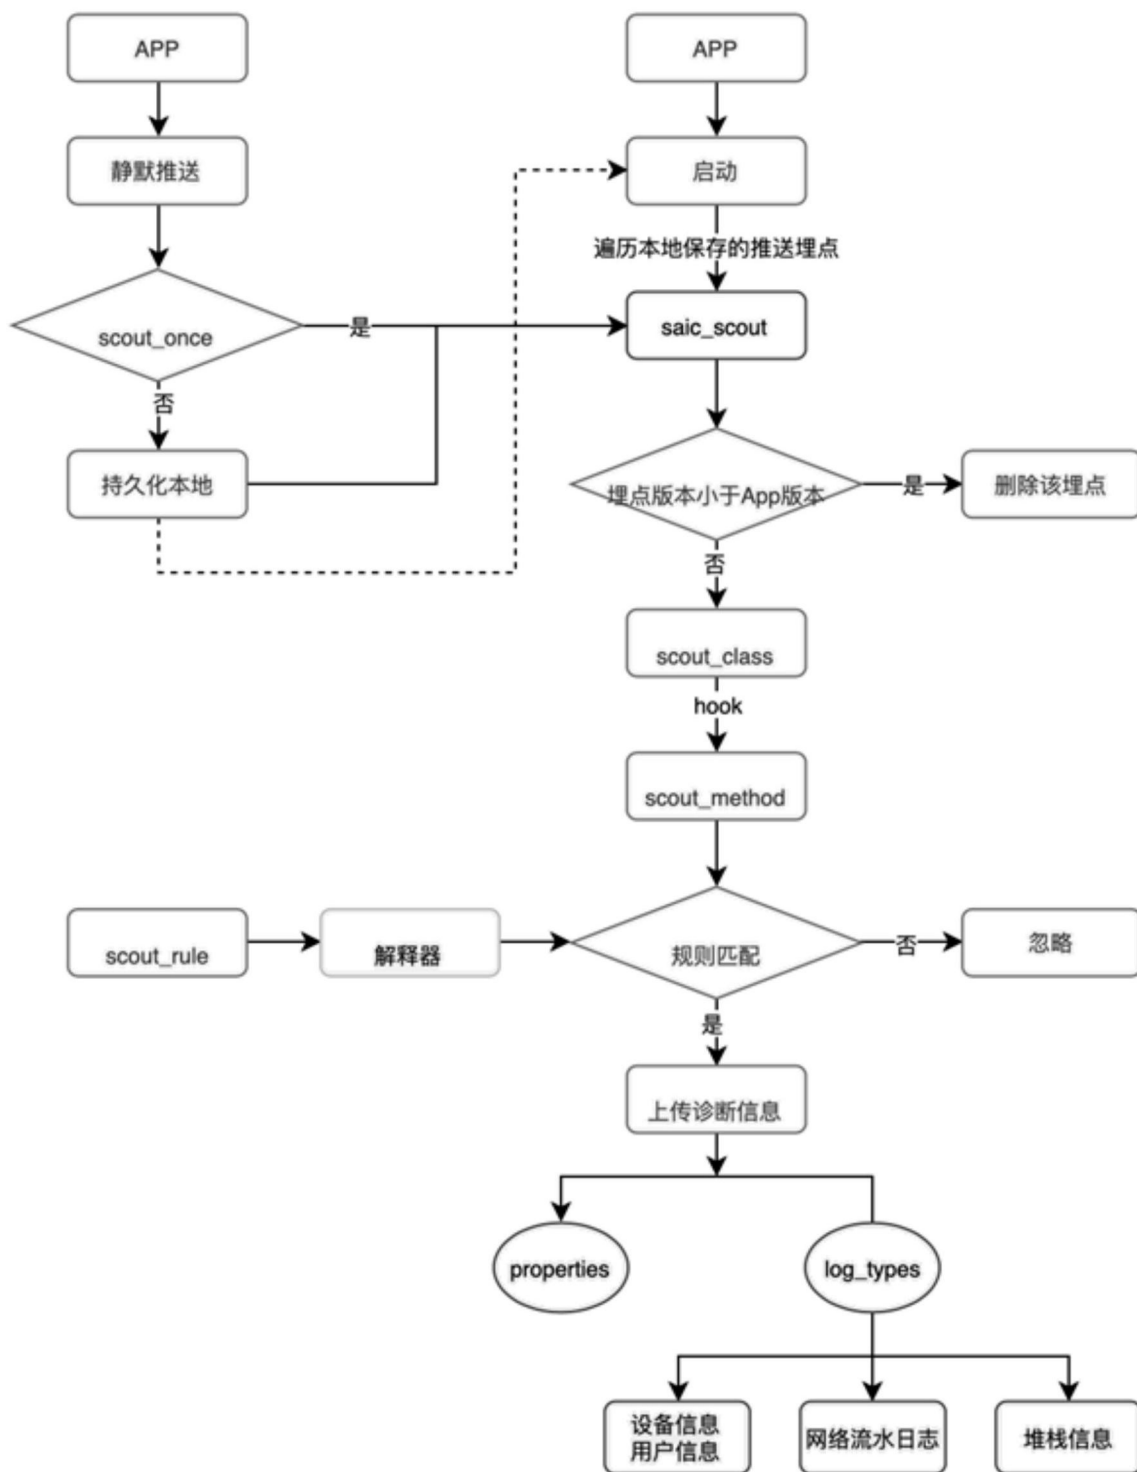 APP
APP
静默推送
启动
遍历本地保存的推送埋点
scout_once
是
saic_scout
否
持久化本地
埋点版本小于App版本
是
删除该埋点
否
scout_class
hook
scout_method
scout_rule
解释器
规则匹配
否
忽略
是
上传诊断信息
properties
log_types
设备信息
用户信息
网络流水日志
堆栈信息